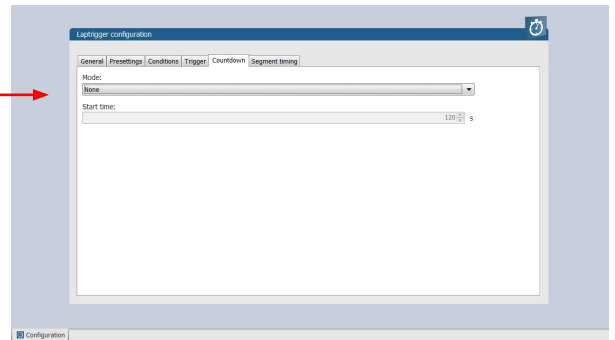 Laptrigger configuration
General Presettings Conditions Trigger Countdown Segment timing
Mode:
None
Start time:
120 s
Configuration